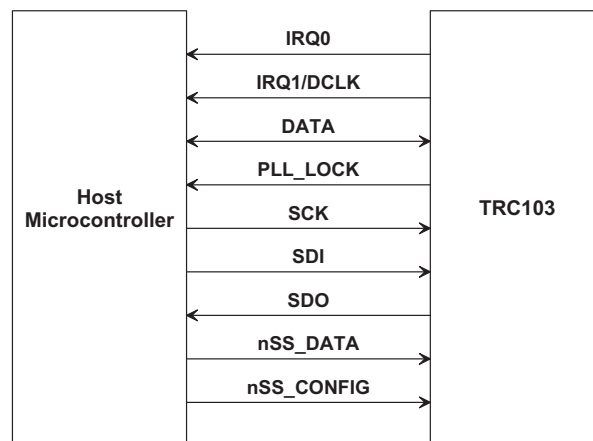 IRQ0
IRQ1/DCLK
DATA
PLL_LOCK
Host
Microcontroller
SCK
TRC103
SDI
SDO
nSS_DATA
nSS_CONFIG